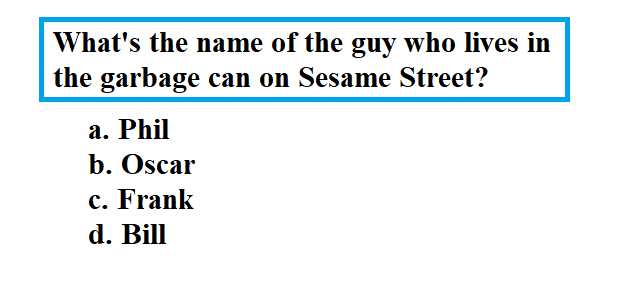 What's the name of the guy who lives in
the garbage can on Sesame Street?
a. Phil
b. Oscar
c. Frank
d. Bill